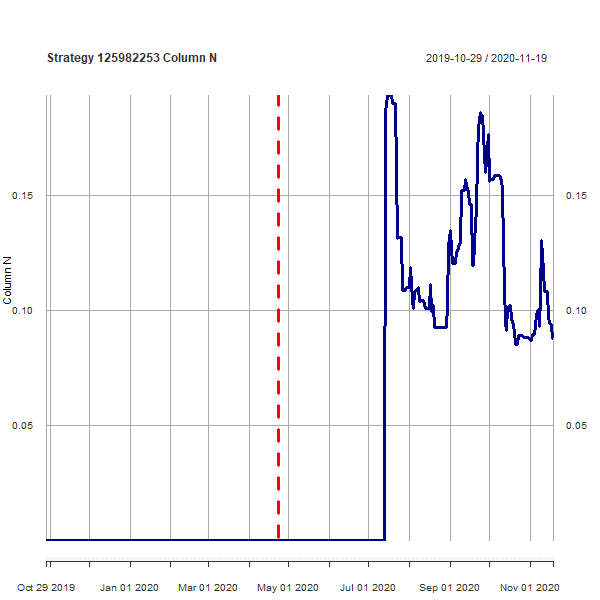 Strategy 125982253 Column N
2019-10-29 / 2020-11-19
Column N
0.15
0.10
0.05
0.15
0.10
0.05
Oct 29 2019
Jan 01 2020
Mar 01 2020
May 01 2020
Jul 01 2020
Sep 01 2020
Nov 01 2020